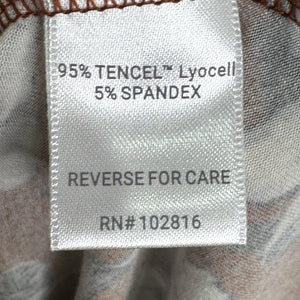 95% TENCEL™ Lyocell
5% SPANDEX
REVERSE FOR CARE
RN# 102816